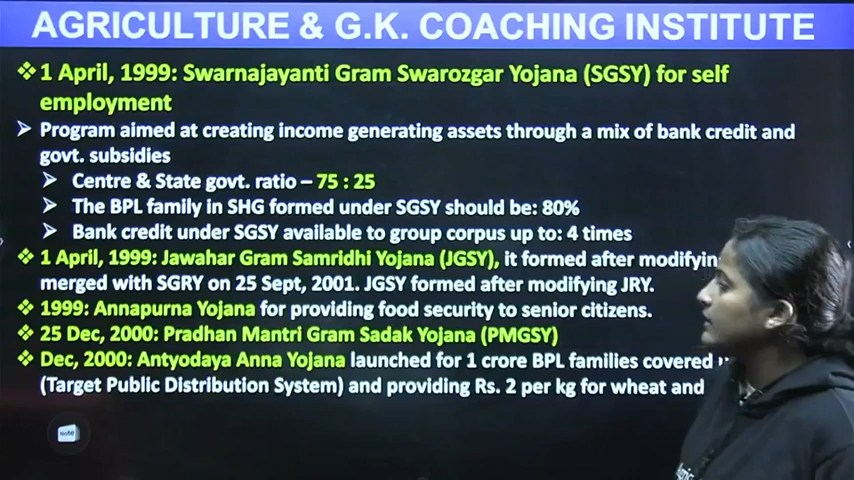 AGRICULTURE & G.K. COACHING INSTITUTE
❖1 April, 1999: Swarnajayanti Gram Swarozgar Yojana (SGSY) for self
employment
➢ Program aimed at creating income generating assets through a mix of bank credit and
govt. subsidies
➢ Centre & State govt. ratio – 75 : 25
➢ The BPL family in SHG formed under SGSY should be: 80%
➢ Bank credit under SGSY available to group corpus up to: 4 times
❖ 1 April, 1999: Jawahar Gram Samridhi Yojana (JGSY), it formed after
merged with SGRY on 25 Sept, 2001. JGSY formed after modifying JRY.
❖ 1999: Annapurna Yojana for providing food security to senior citizens.
❖ 25 Dec, 2000: Pradhan Mantri Gram Sadak Yojana (PMGSY)
❖ Dec, 2000: Antyodaya Anna Yojana launched for 1 crore BPL families covered
(Target Public Distribution System) and providing Rs. 2 per kg for wheat and